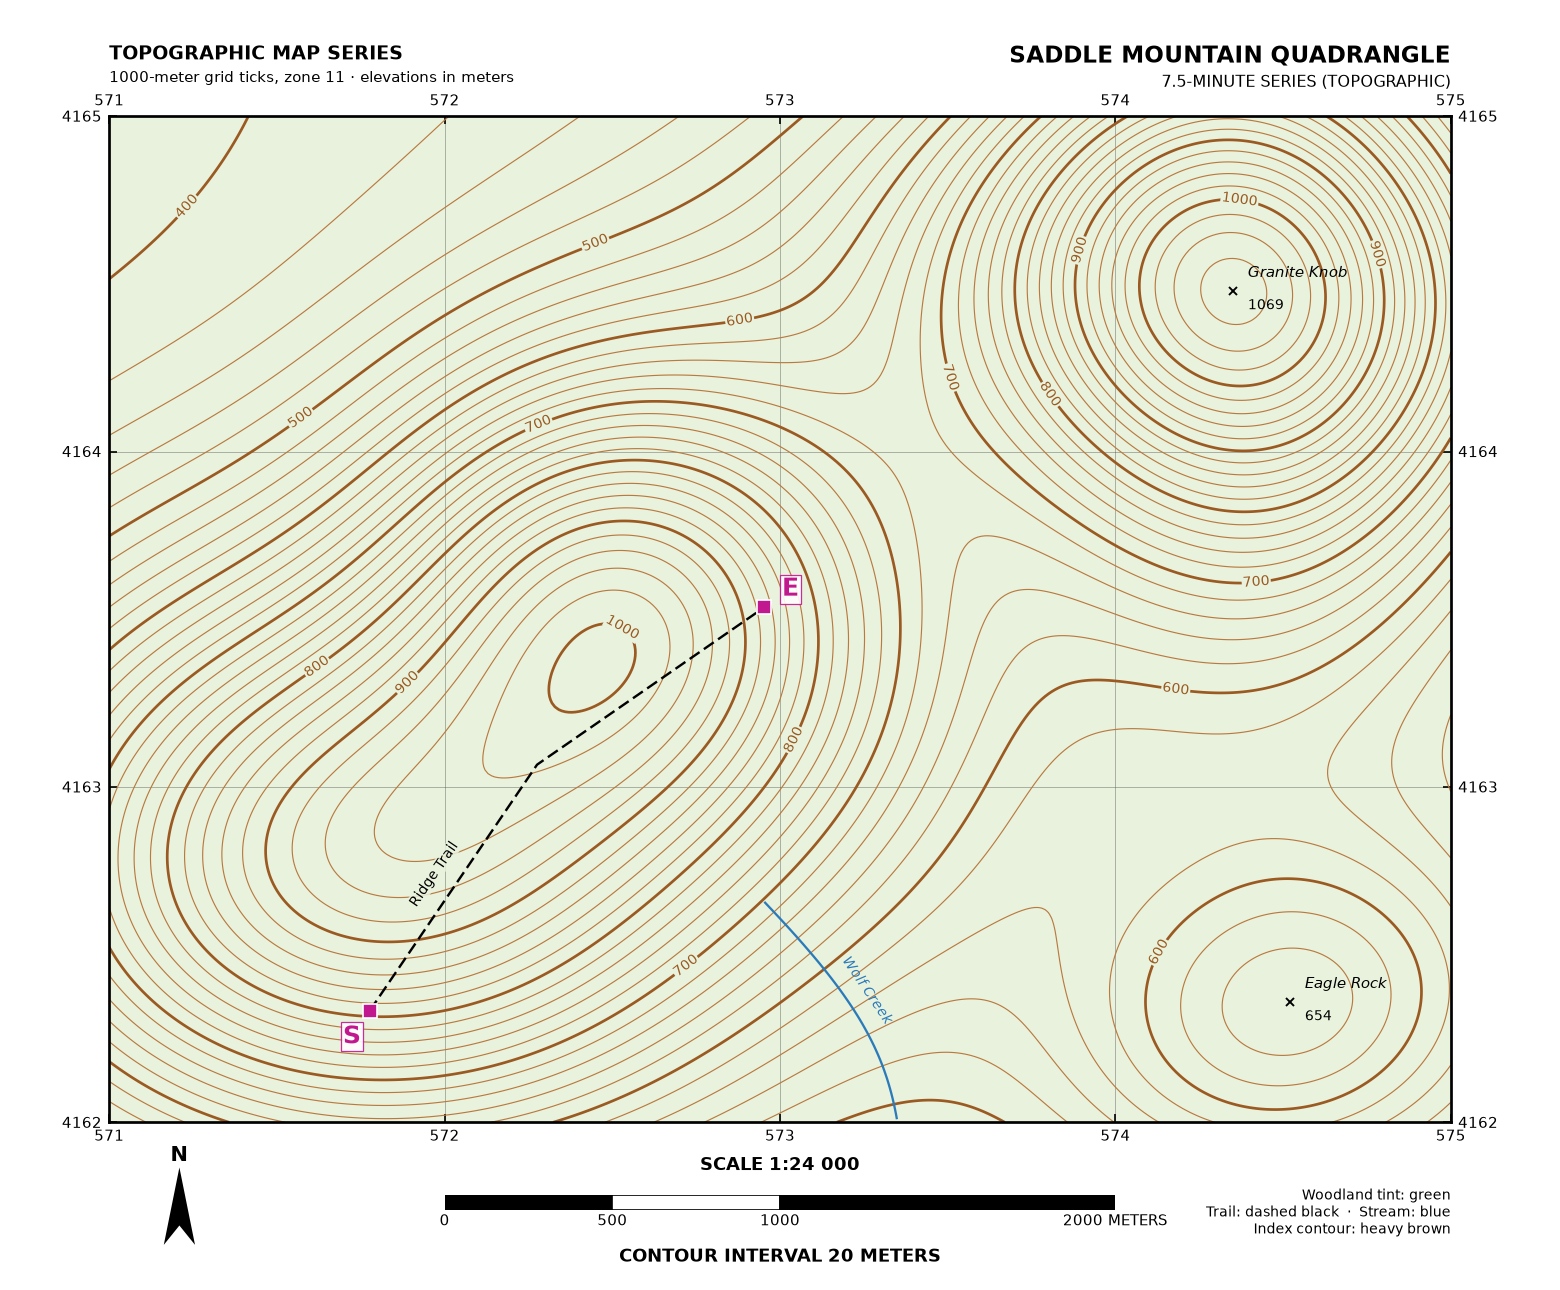 TOPOGRAPHIC MAP SERIES
1000-meter grid ticks, zone 11 · elevations in meters
SADDLE MOUNTAIN QUADRANGLE
7.5-MINUTE SERIES (TOPOGRAPHIC)
571 572 573 574 575
4165 4165
400
1000
500
900 900
Granite Knob
1069
600
700
800
500
700
4164 4164
700
E
1000
800
900
600
800
4163 4163
Ridge Trail
600
700
Wolf Creek
Eagle Rock
654
S
4162 4162
571 572 573 574 575
N
SCALE 1:24 000
0 500 1000 2000 METERS
CONTOUR INTERVAL 20 METERS
Woodland tint: green
Trail: dashed black · Stream: blue
Index contour: heavy brown